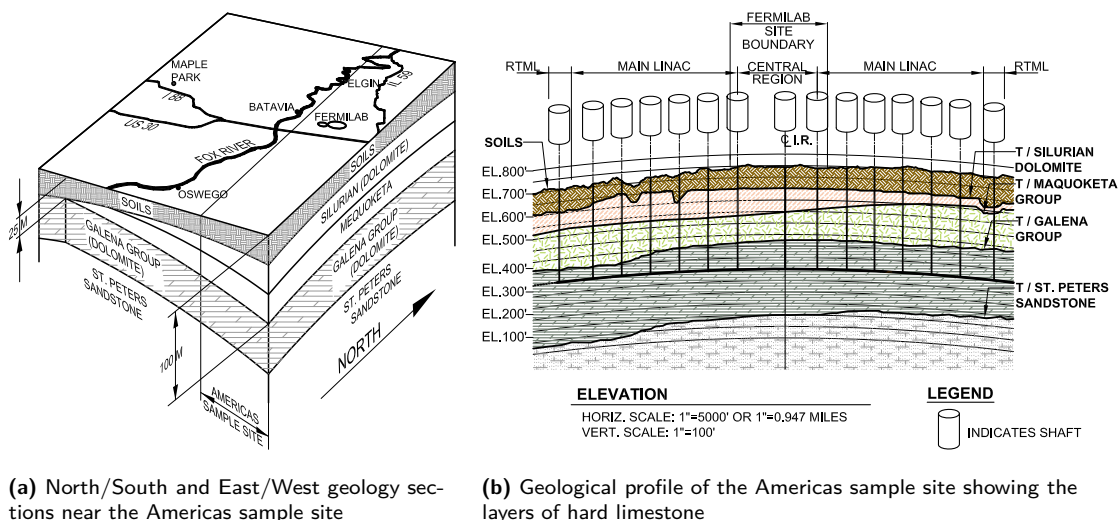 MAPLE
PARK
I 88
US 30
ELGIN
IL 59
BATAVIA
FERMILAB
FOX RIVER
OSWEGO
SOILS
SOILS
SILURIAN (DOLOMITE)
MEQUOKETA
GALENA GROUP
(DOLOMITE)
GALENA GROUP
(DOLOMITE)
ST. PETERS
SANDSTONE
ST. PETERS
SANDSTONE
25 M
100 M
NORTH
AMERICAS
SAMPLE SITE
(a) North/South and East/West geology sec-
tions near the Americas sample site
FERMILAB
SITE
BOUNDARY
RTML
MAIN LINAC
CENTRAL
REGION
MAIN LINAC
RTML
SOILS
C I.R.
T / SILURIAN
DOLOMITE
T / MAQUOKETA
GROUP
T / GALENA
GROUP
T / ST. PETERS
SANDSTONE
EL.800'
EL.700'
EL.600'
EL.500'
EL.400'
EL.300'
EL.200'
EL.100'
ELEVATION
HORIZ. SCALE: 1"=5000' OR 1"=0.947 MILES
VERT. SCALE: 1"=100'
LEGEND
INDICATES SHAFT
(b) Geological profile of the Americas sample site showing the
layers of hard limestone